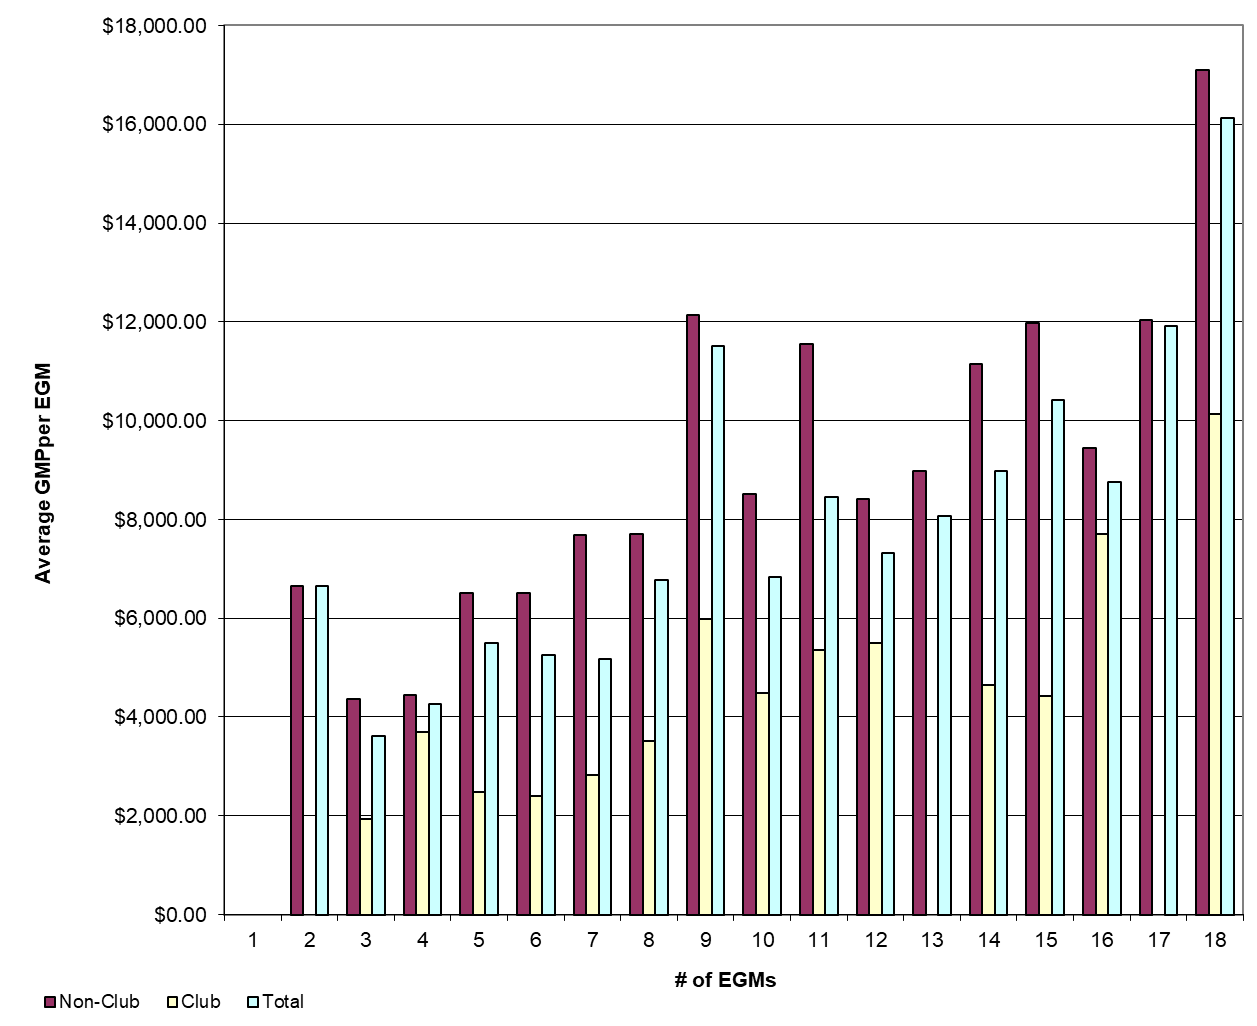 $18,000.00
$16,000.00
$14,000.00
$12,000.00
$10,000.00
$8,000.00
$6,000.00
$4,000.00
$2,000.00
$0.00
Average GMPper EGM
1 2 3 4 5 6 7 8 9 10 11 12 13 14 15 16 17 18
# of EGMs
Non-Club Club Total